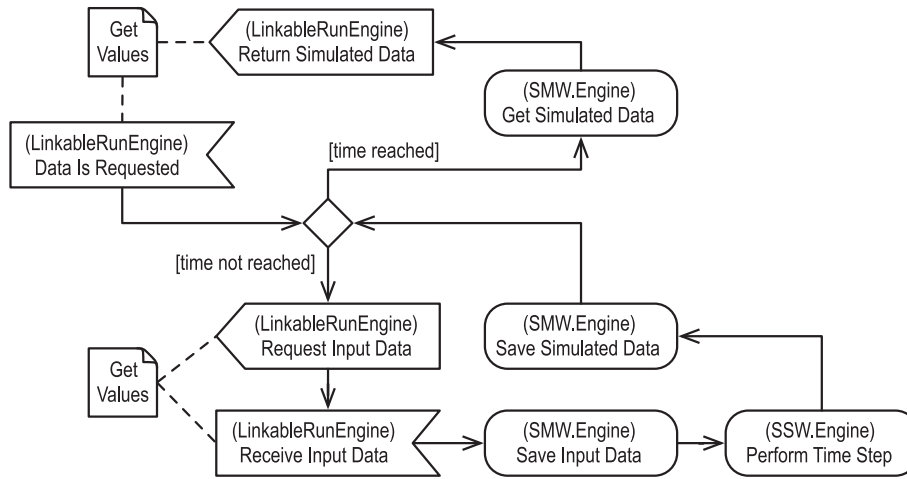 Get
Values
(LinkableRunEngine)
Return Simulated Data
(SMW.Engine)
Get Simulated Data
(LinkableRunEngine)
Data Is Requested
[time reached]
[time not reached]
(LinkableRunEngine)
Request Input Data
(SMW.Engine)
Save Simulated Data
Get
Values
(LinkableRunEngine)
Receive Input Data
(SMW.Engine)
Save Input Data
(SSW.Engine)
Perform Time Step